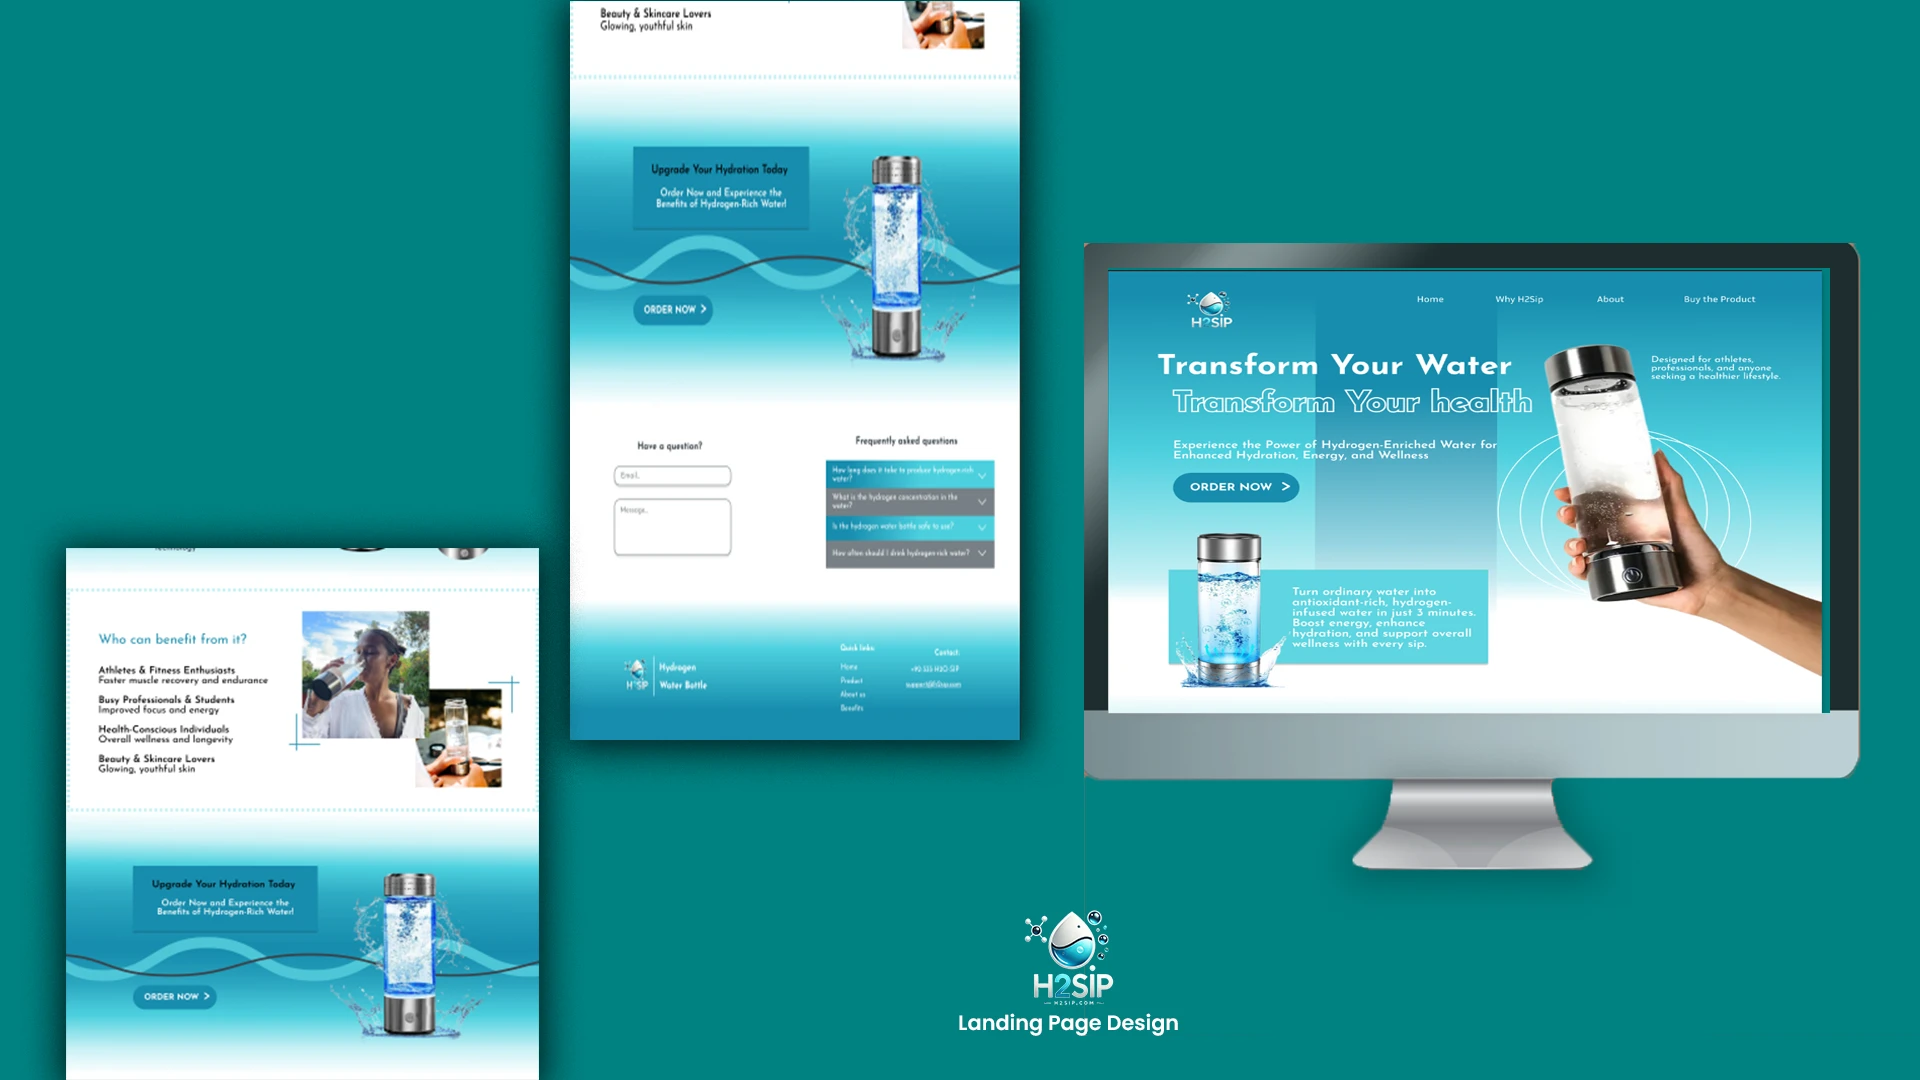 Technology
Who can benefit from it?
Athletes & Fitness Enthusiasts
Faster muscle recovery and endurance
Busy Professionals & Students
Improved focus and energy
Health-Conscious Individuals
Overall wellness and longevity
Beauty & Skincare Lovers
Glowing, youthful skin
Upgrade Your Hydration Today
Order Now and Experience the
Benefits of Hydrogen-Rich Water!
ORDER NOW >
Beauty & Skincare Lovers
Glowing, youthful skin
Upgrade Your Hydration Today
Order Now and Experience the
Benefits of Hydrogen-Rich Water!
ORDER NOW >
Have a question?
Email..
Message..
Frequently asked questions
How long does it take to produce hydrogen-rich
water?
What is the hydrogen concentration in the
water?
Is the hydrogen water bottle safe to use?
How often should I drink hydrogen-rich water?
H2SiP
Hydrogen
Water Bottle
Quick links:
Home
Product
About us
Benefits
Contact:
H2O SIP
H2SiP
Home
Why H2Sip
About
Buy the Product
Transform Your Water
Transform Your health
Designed for athletes,
professionals, and anyone
seeking a healthier lifestyle.
Experience the Power of Hydrogen-Enriched Water for
Enhanced Hydration, Energy, and Wellness
ORDER NOW >
Turn ordinary water into
antioxidant-rich, hydrogen-
infused water in just 3 minutes.
Boost energy, enhance
hydration, and support overall
wellness with every sip.
H2SiP
H2SIP.COM
Landing Page Design